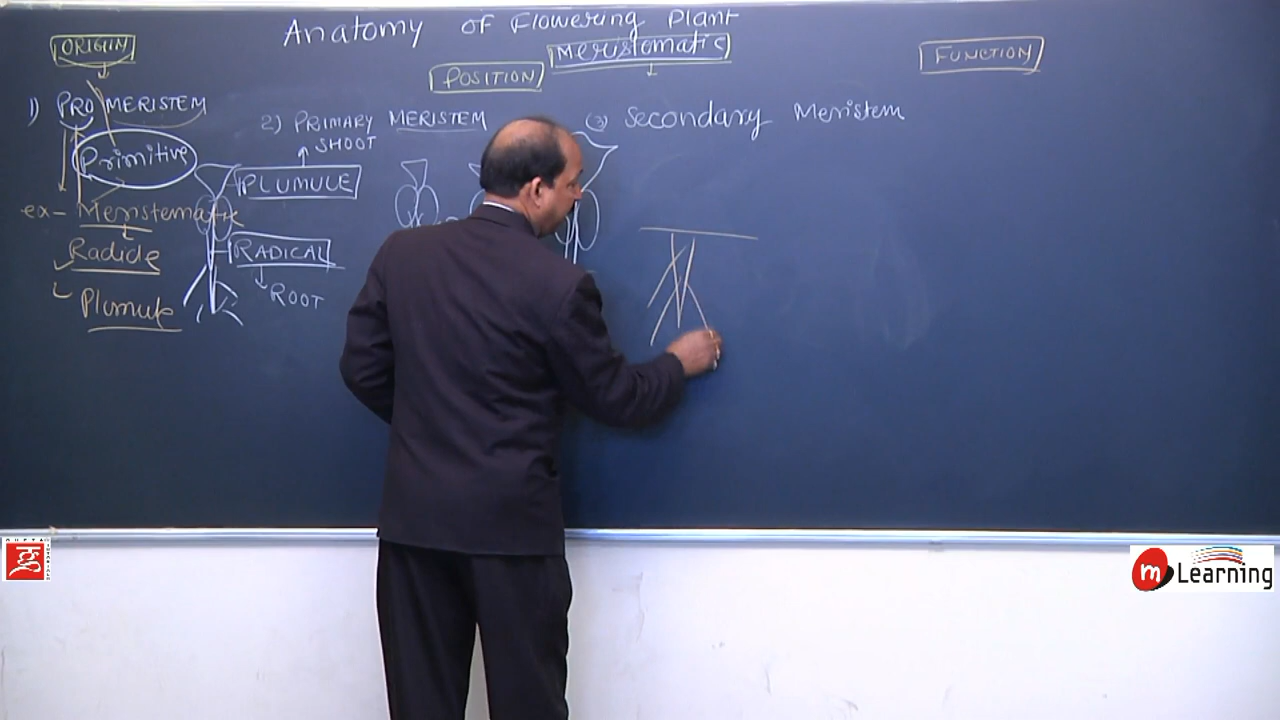 Anatomy of Flowering Plant
ORIGIN
Meristematic
POSITION
FUNCTION
1) PRO MERISTEM
Primitive
ex- Meristematic
Radicle
Plumule
2) PRIMARY MERISTEM
SHOOT
PLUMULE
RADICAL
ROOT
(3) Secondary Meristem
m Learning